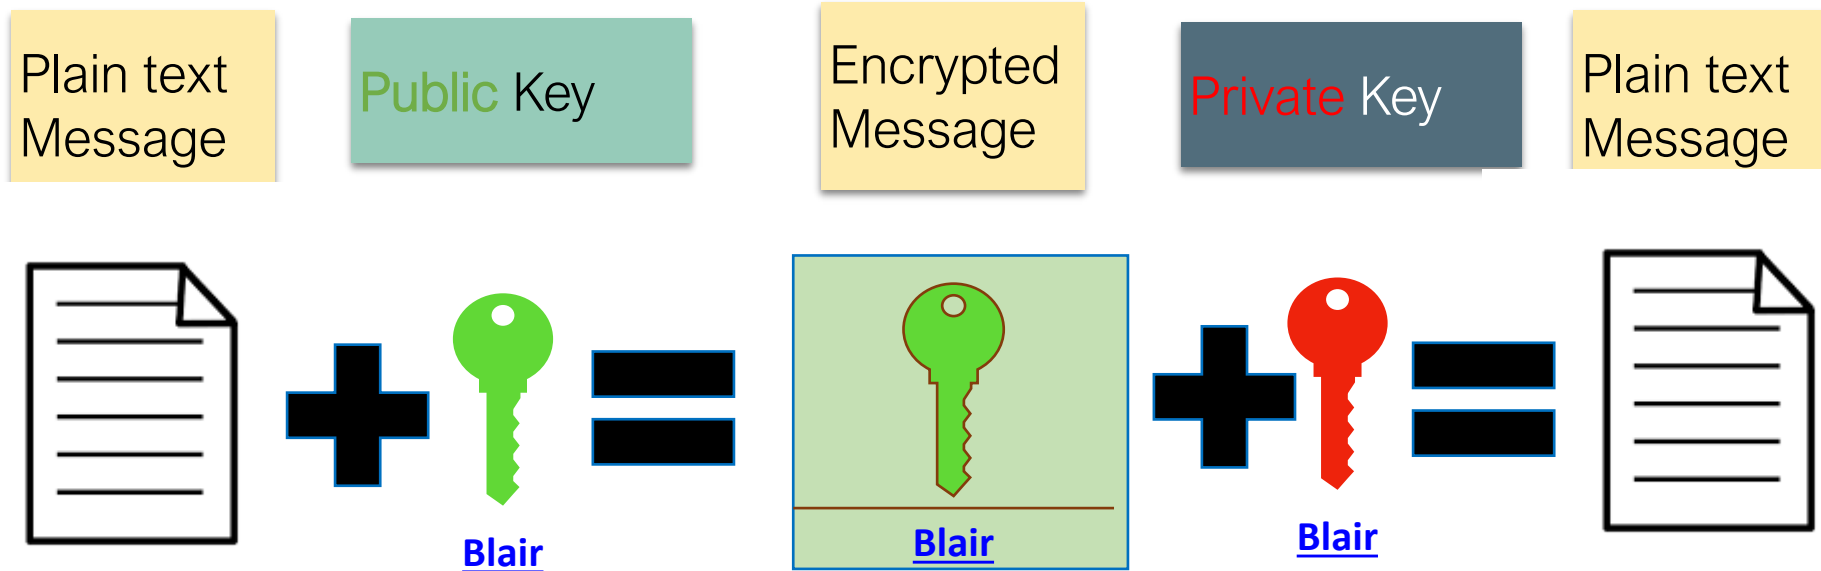 Plain text
Message
Public Key
Encrypted
Message
Private Key
Plain text
Message
Blair
Blair
Blair